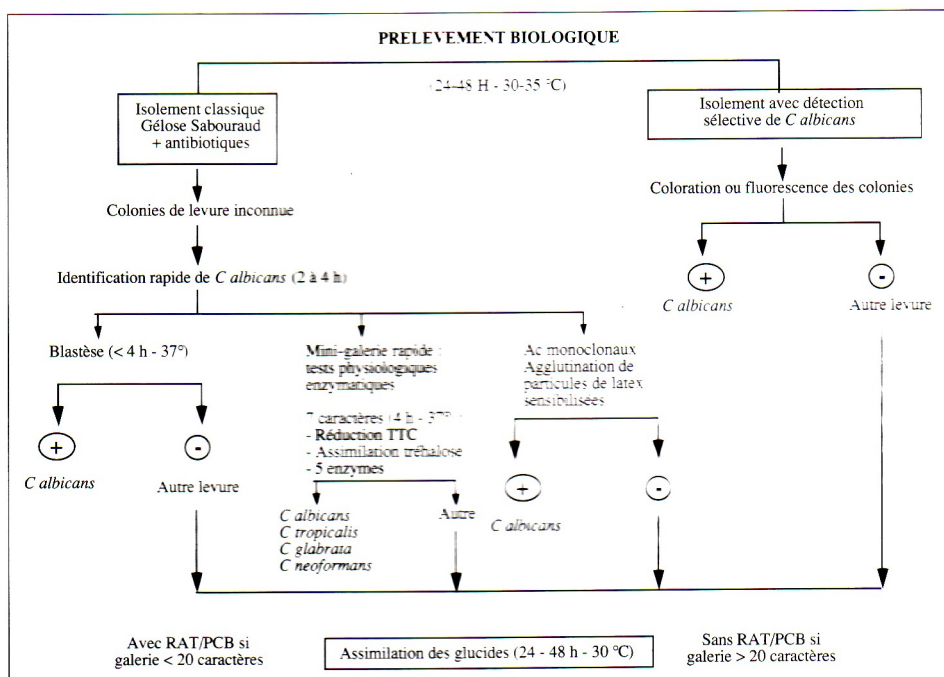 PRELEVEMENT BIOLOGIQUE
(24-48 H - 30-35 °C)
Isolement classique
Gélose Sabouraud
+ antibiotiques
Isolement avec détection
sélective de C albicans
Colonies de levure inconnue
Coloration ou fluorescence des colonies
Identification rapide de C albicans (2 à 4 h)
+
C albicans
-
Autre levure
Blastèse (< 4 h - 37°)
+
C albicans
-
Autre levure
Mini-galerie rapide :
tests physiologiques
enzymatiques
7 caractères (4 h - 37°) :
- Réduction TTC
- Assimilation tréhalose
- 5 enzymes
C albicans
C tropicalis
C glabrata
C neoformans
Autre
Ac monoclonaux
Agglutination de
particules de latex
sensibilisées
+
C albicans
-
Avec RAT/PCB si
galerie < 20 caractères
Assimilation des glucides (24 - 48 h - 30 °C)
Sans RAT/PCB si
galerie > 20 caractères